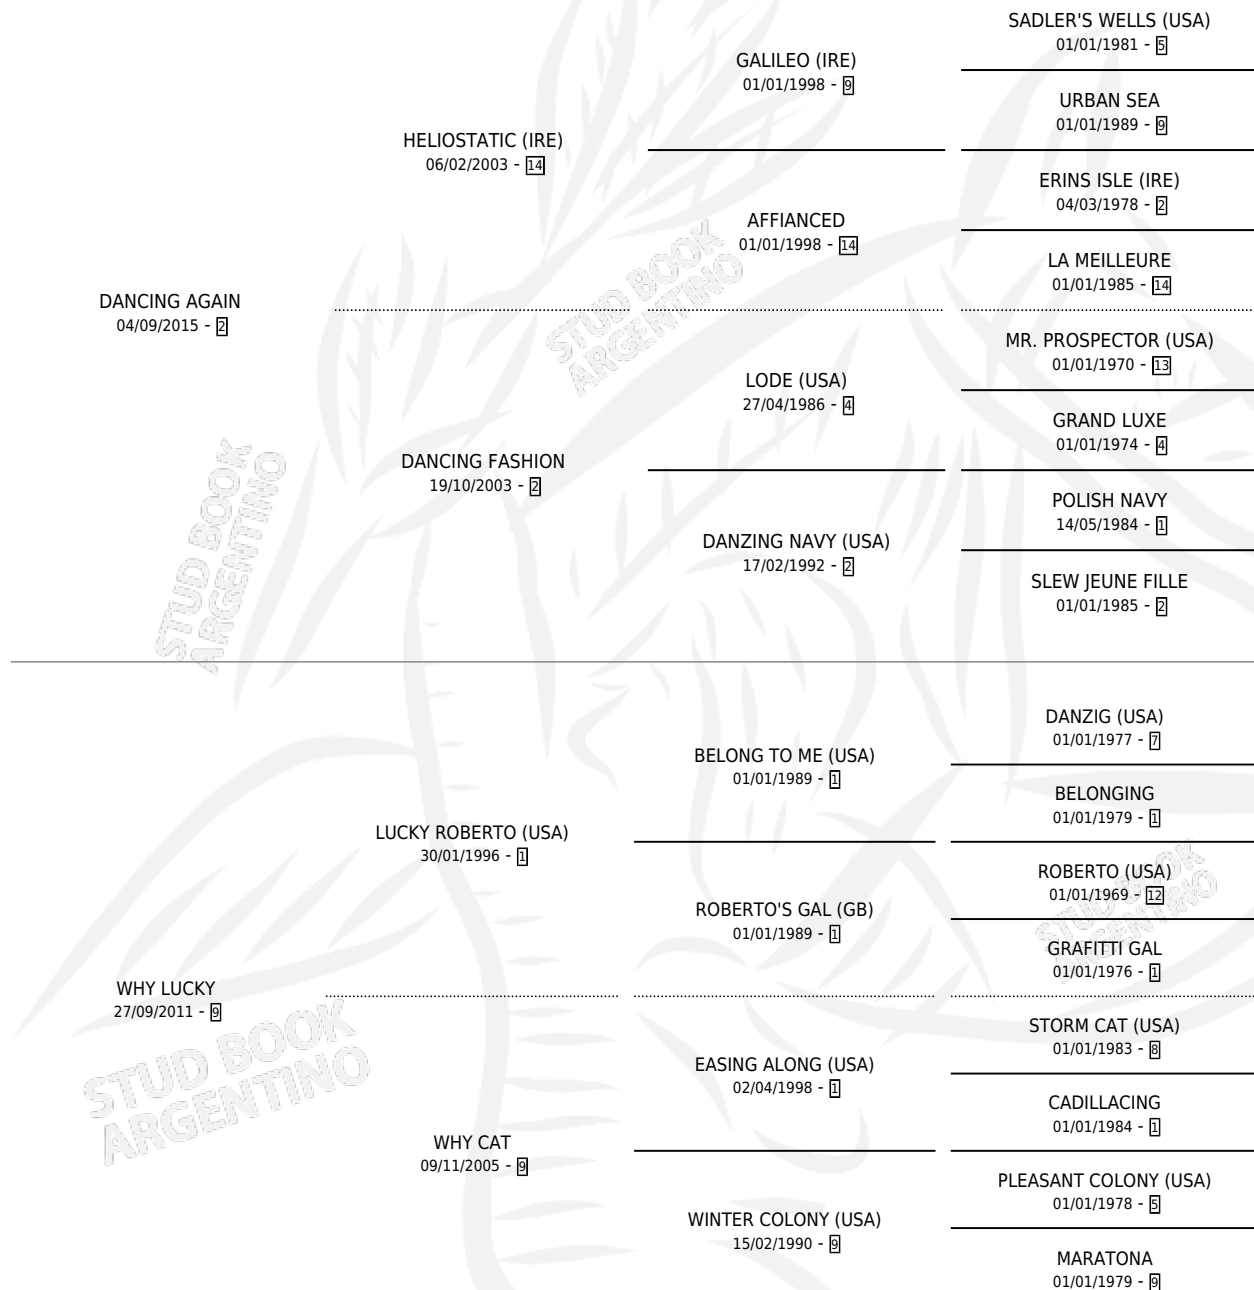 SADLER'S WELLS (USA)
01/01/1981 - 5
GALILEO (IRE)
01/01/1998 - 9
URBAN SEA
01/01/1989 - 9
HELIOSTATIC (IRE)
06/02/2003 - 14
ERINS ISLE (IRE)
04/03/1978 - 2
AFFIANCED
01/01/1998 - 14
LA MEILLEURE
01/01/1985 - 14
DANCING AGAIN
04/09/2015 - 2
MR. PROSPECTOR (USA)
01/01/1970 - 13
LODE (USA)
27/04/1986 - 4
GRAND LUXE
01/01/1974 - 4
DANCING FASHION
19/10/2003 - 2
POLISH NAVY
14/05/1984 - 1
DANZING NAVY (USA)
17/02/1992 - 2
SLEW JEUNE FILLE
01/01/1985 - 2
DANZIG (USA)
01/01/1977 - 7
BELONG TO ME (USA)
01/01/1989 - 1
BELONGING
01/01/1979 - 1
LUCKY ROBERTO (USA)
30/01/1996 - 1
ROBERTO (USA)
01/01/1969 - 12
ROBERTO'S GAL (GB)
01/01/1989 - 1
GRAFITTI GAL
01/01/1976 - 1
WHY LUCKY
27/09/2011 - 9
STORM CAT (USA)
01/01/1983 - 8
EASING ALONG (USA)
02/04/1998 - 1
CADILLACING
01/01/1984 - 1
WHY CAT
09/11/2005 - 9
PLEASANT COLONY (USA)
01/01/1978 - 5
WINTER COLONY (USA)
15/02/1990 - 9
MARATONA
01/01/1979 - 9
STUD BOOK
ARGENTINO
STUD BOOK
ARGENTINO
STUD BOOK
ARGENTINO
STUD BOOK
ARGENTINO